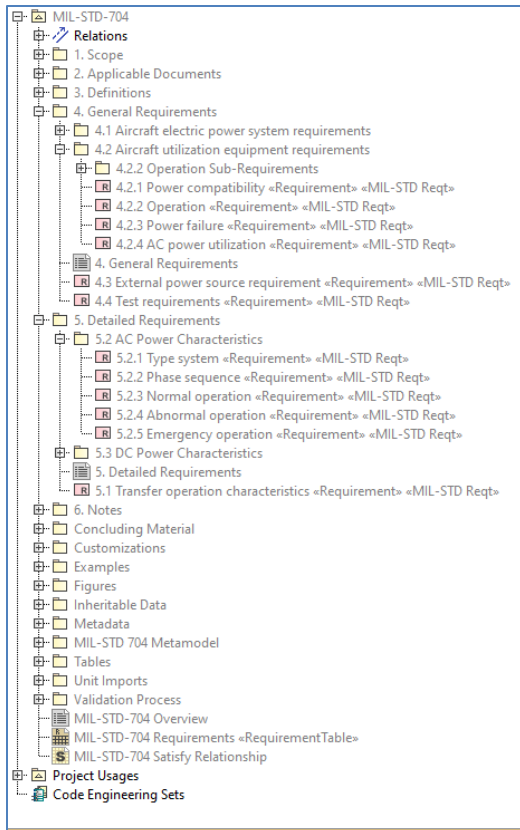 MIL-STD-704
Relations
1. Scope
2. Applicable Documents
3. Definitions
4. General Requirements
4.1 Aircraft electric power system requirements
4.2 Aircraft utilization equipment requirements
4.2.2 Operation Sub-Requirements
R 4.2.1 Power compatibility «Requirement» «MIL-STD Reqt»
R 4.2.2 Operation «Requirement» «MIL-STD Reqt»
R 4.2.3 Power failure «Requirement» «MIL-STD Reqt»
R 4.2.4 AC power utilization «Requirement» «MIL-STD Reqt»
4. General Requirements
R 4.3 External power source requirement «Requirement» «MIL-STD Reqt»
R 4.4 Test requirements «Requirement» «MIL-STD Reqt»
5. Detailed Requirements
5.2 AC Power Characteristics
R 5.2.1 Type system «Requirement» «MIL-STD Reqt»
R 5.2.2 Phase sequence «Requirement» «MIL-STD Reqt»
R 5.2.3 Normal operation «Requirement» «MIL-STD Reqt»
R 5.2.4 Abnormal operation «Requirement» «MIL-STD Reqt»
R 5.2.5 Emergency operation «Requirement» «MIL-STD Reqt»
5.3 DC Power Characteristics
5. Detailed Requirements
R 5.1 Transfer operation characteristics «Requirement» «MIL-STD Reqt»
6. Notes
Concluding Material
Customizations
Examples
Figures
Inheritable Data
Metadata
MIL-STD 704 Metamodel
Tables
Unit Imports
Validation Process
MIL-STD-704 Overview
MIL-STD-704 Requirements «RequirementTable»
S MIL-STD-704 Satisfy Relationship
Project Usages
Code Engineering Sets